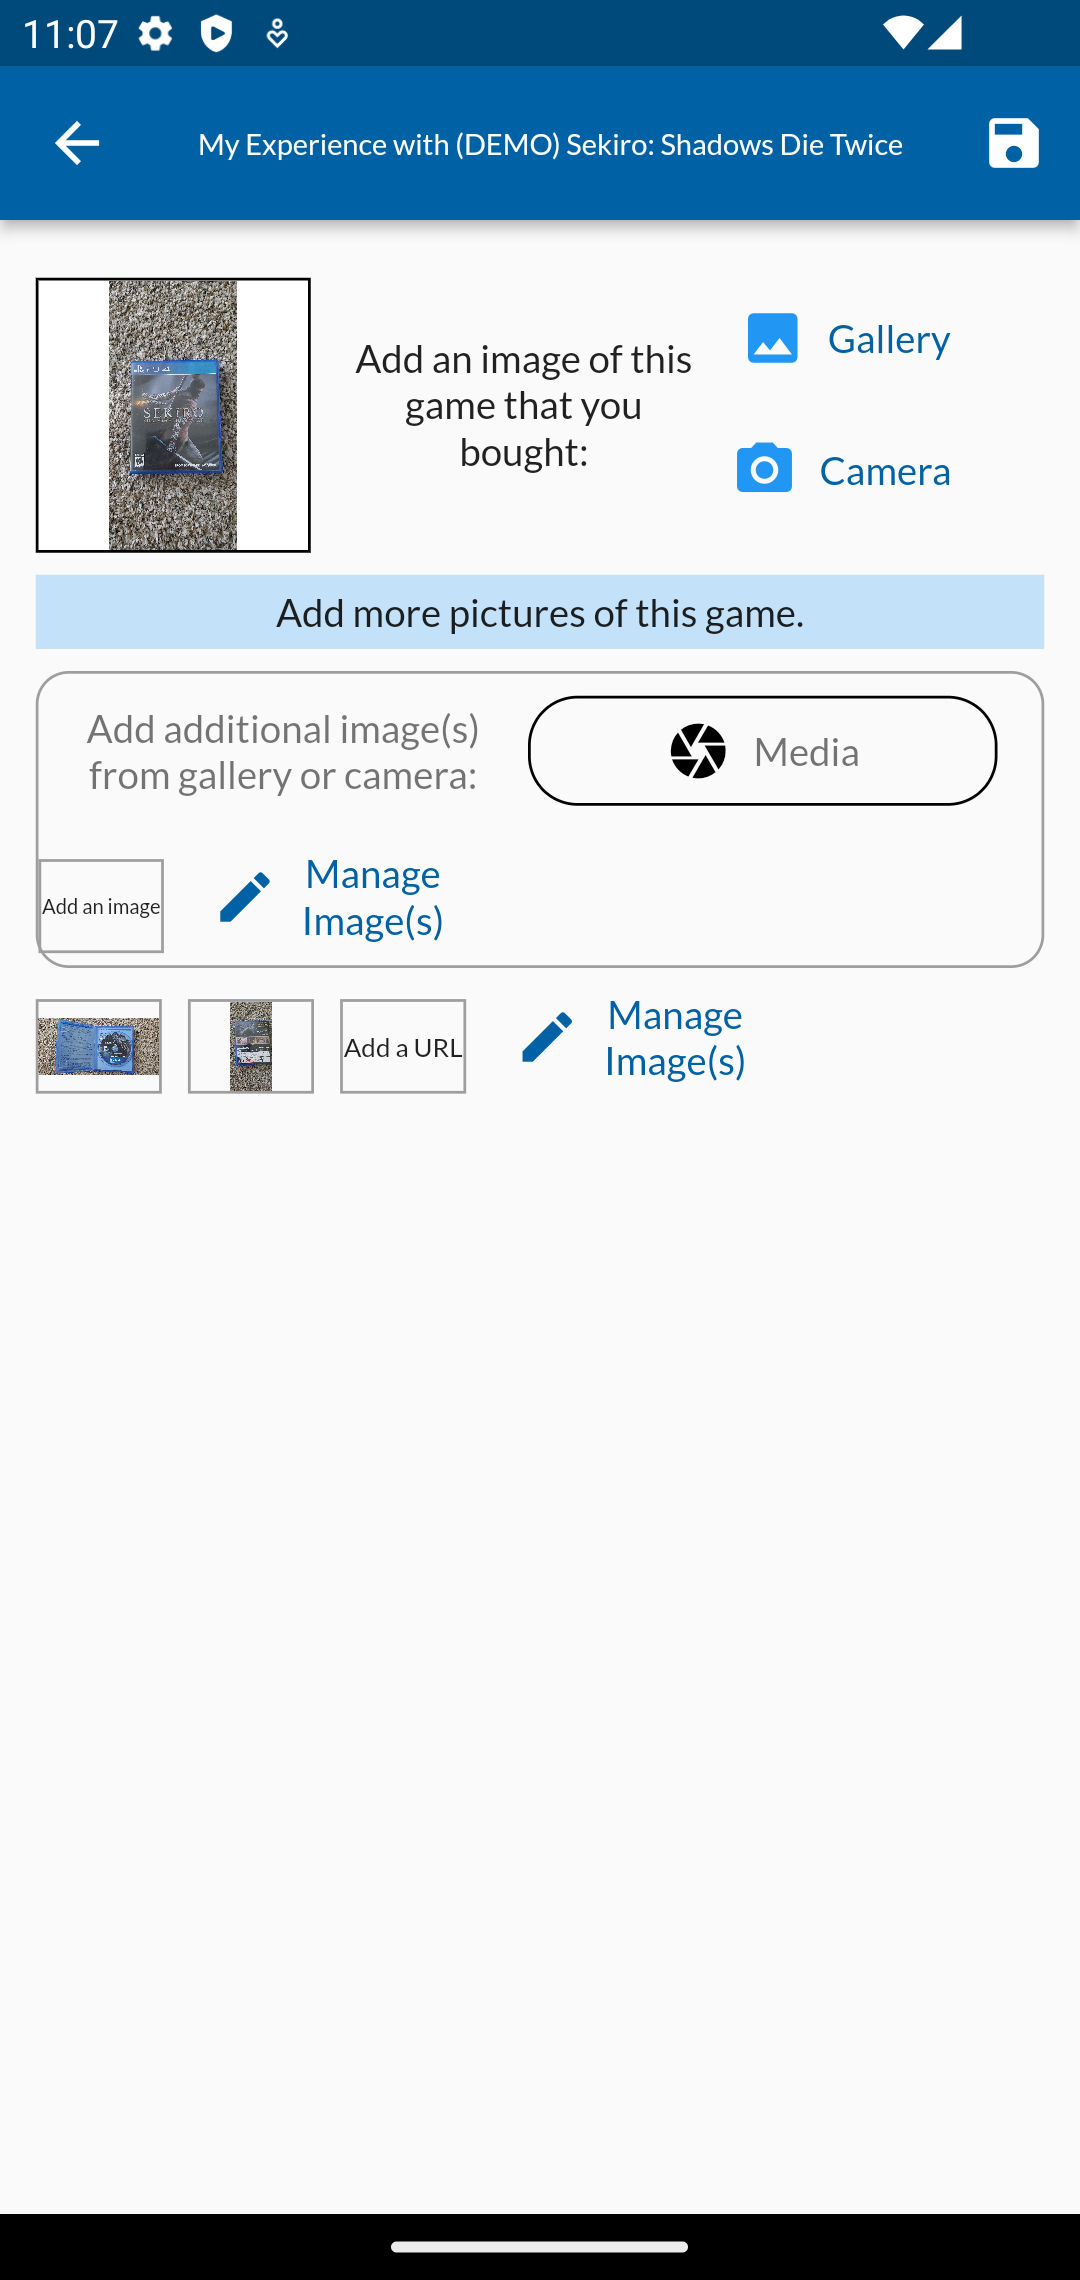 11:07
My Experience with (DEMO) Sekiro: Shadows Die Twice
SEKIRO
Add an image of this
game that you
bought:
Gallery
Camera
Add more pictures of this game.
Add additional image(s)
from gallery or camera:
Media
Add an image
Manage
Image(s)
Add a URL
Manage
Image(s)